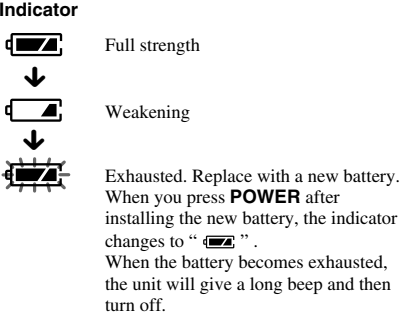 Indicator
Full strength
Weakening
Exhausted. Replace with a new battery.
When you press POWER after
installing the new battery, the indicator
changes to “ ” .
When the battery becomes exhausted,
the unit will give a long beep and then
turn off.